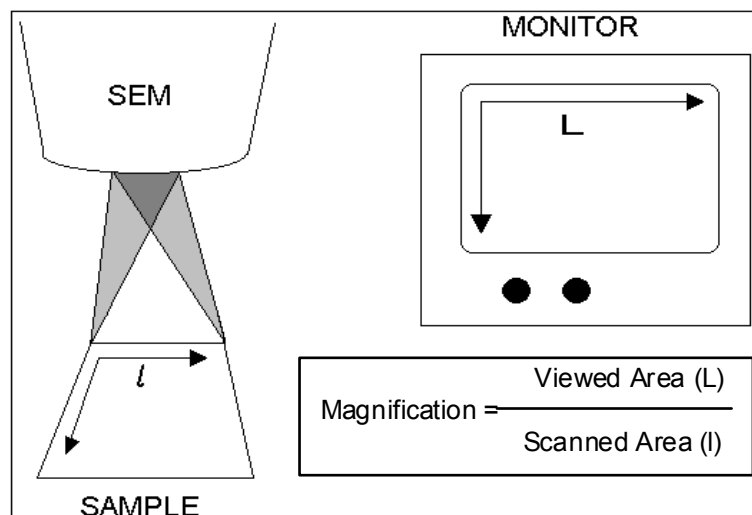 MONITOR
SEM
L
l
Viewed Area (L)
Magnification =
Scanned Area (l)
SAMPLE